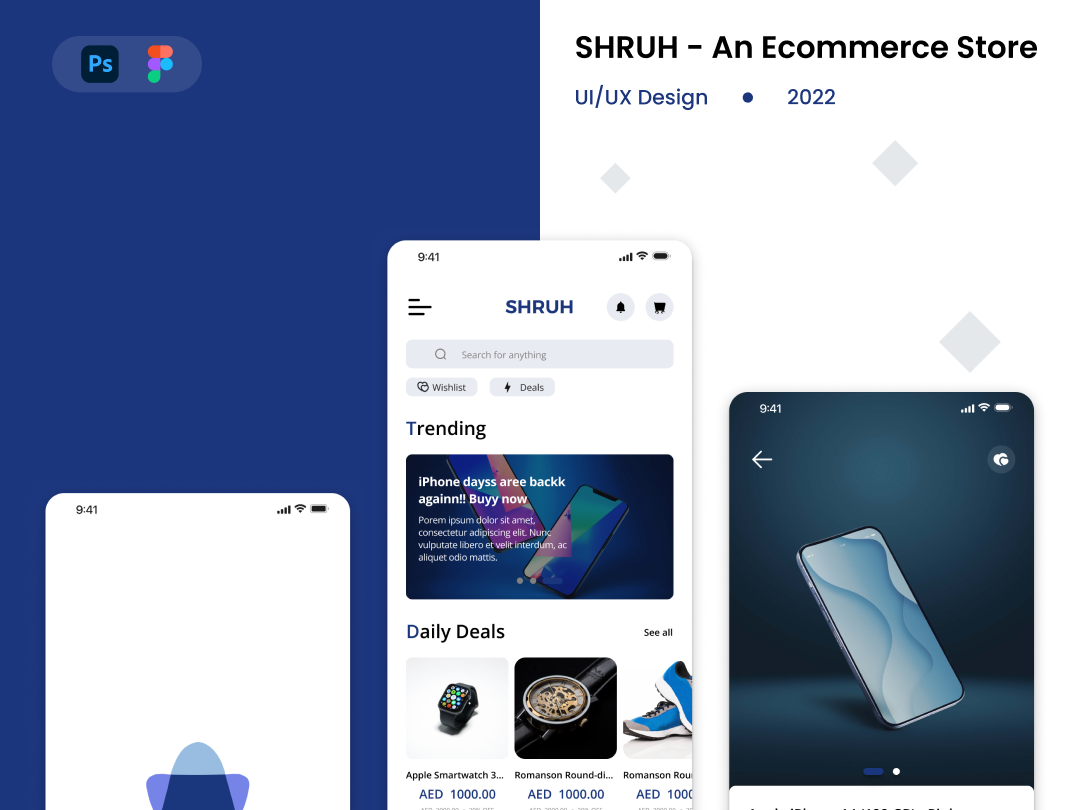 Ps
SHRUH - An Ecommerce Store
UI/UX Design • 2022
9:41
SHRUH
Search for anything
Wishlist
Deals
Trending
iPhone dayss aree backk
againn!! Buyy now
Porem ipsum dolor sit amet,
consectetur adipiscing elit. Nunc
vulputate libero et velit interdum, ac
aliquet odio mattis.
Daily Deals
See all
Apple Smartwatch 3...
Romanson Round-di...
Romanson Roun
AED 1000.00
AED 1000.00
AED 1000
9:41
9:41